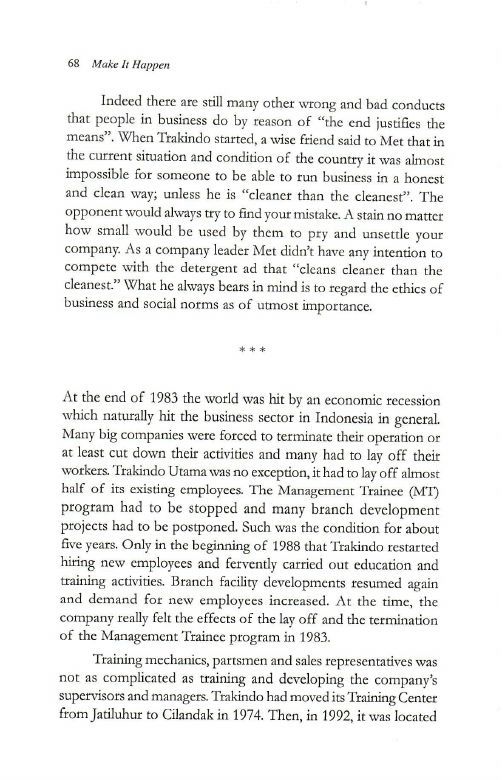 68 Make It Happen
Indeed there are still many other wrong and bad conducts
that people in business do by reason of “the end justifies the
means”. When Trakindo started, a wise friend said to Met that in
the current situation and condition of the country it was almost
impossible for someone to be able to run business in a honest
and clean way; unless he is “cleaner than the cleanest”. The
opponent would always try to find your mistake. A stain no matter
how small would be used by them to pry and unsettle your
company. As a company leader Met didn’t have any intention to
compete with the detergent ad that “cleans cleaner than the
cleanest.” What he always bears in mind is to regard the ethics of
business and social norms as of utmost importance.
* * *
At the end of 1983 the world was hit by an economic recession
which naturally hit the business sector in Indonesia in general.
Many big companies were forced to terminate their operation or
at least cut down their activities and many had to lay off their
workers. Trakindo Utama was no exception, it had to lay off almost
half of its existing employees. The Management Trainee (MT)
program had to be stopped and many branch development
projects had to be postponed. Such was the condition for about
five years. Only in the beginning of 1988 that Trakindo restarted
hiring new employees and fervently carried out education and
training activities. Branch facility developments resumed again
and demand for new employees increased. At the time, the
company really felt the effects of the lay off and the termination
of the Management Trainee program in 1983.
Training mechanics, partsmen and sales representatives was
not as complicated as training and developing the company’s
supervisors and managers. Trakindo had moved its Training Center
from Jatiluhur to Cilandak in 1974. Then, in 1992, it was located